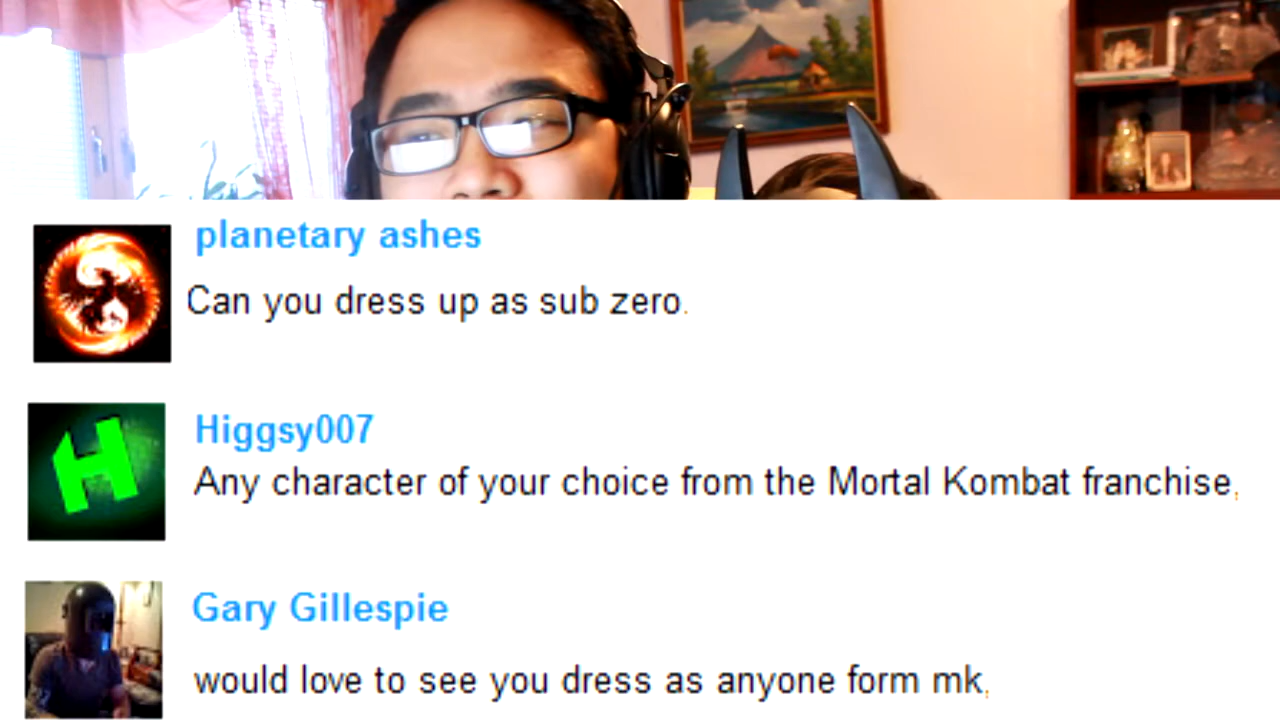 planetary ashes
Can you dress up as sub zero.
H
Higgsy007
Any character of your choice from the Mortal Kombat franchise,
Gary Gillespie
would love to see you dress as anyone form mk,